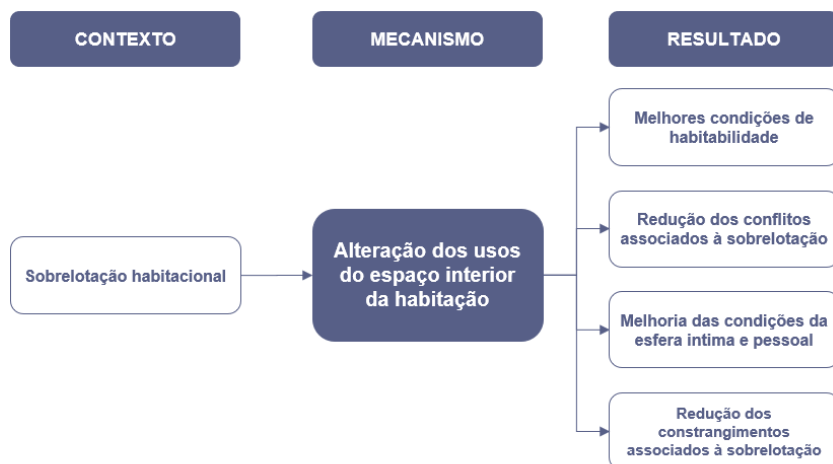 CONTEXTO
MECANISMO
RESULTADO
Melhores condições de
habitabilidade
Redução dos conflitos
associados à sobrelotação
Sobrelotação habitacional
Alteração dos usos
do espaço interior
da habitação
Melhoria das condições da
esfera intima e pessoal
Redução dos
constrangimentos
associados à sobrelotação